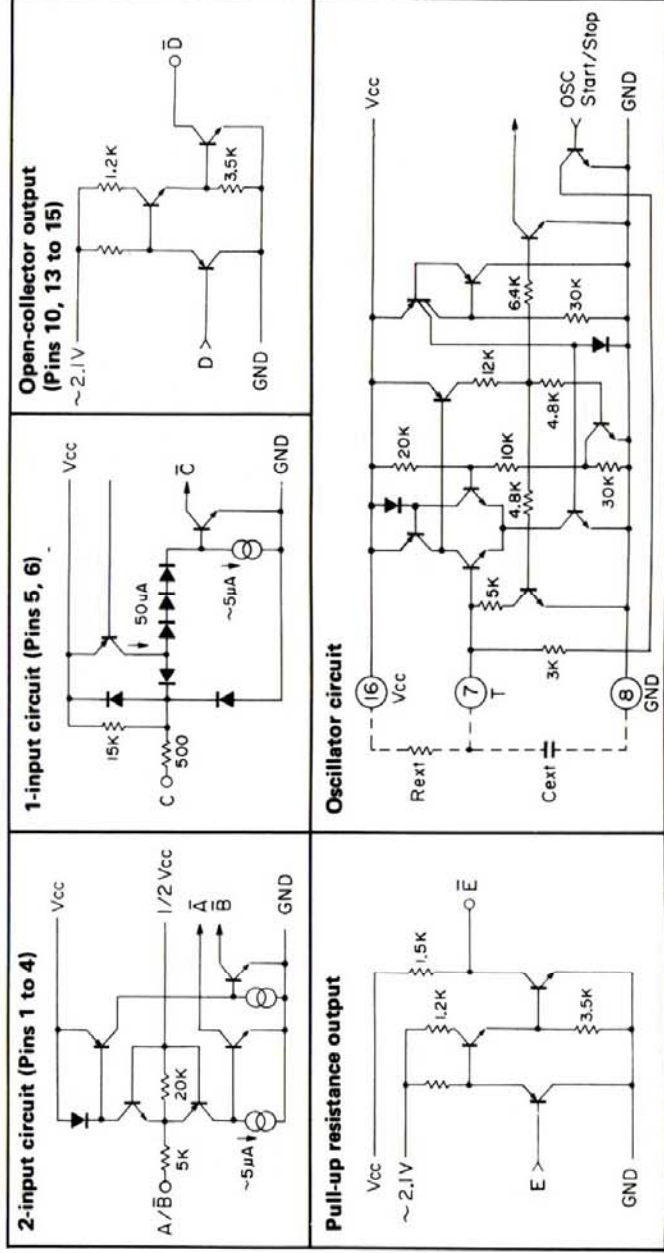 2-input circuit (Pins 1 to 4)
Vcc
A/B̅
5K
20K
1/2 Vcc
A̅
B̅
~5μA
GND
1-input circuit (Pins 5, 6)
Vcc
15K
50uA
C
500
C̅
~5μA
GND
Open-collector output
(Pins 10, 13 to 15)
~2.1V
1.2K
D̅
3.5K
D
GND
Pull-up resistance output
Vcc
~2.1V
1.2K
1.5K
E̅
E
3.5K
GND
Oscillator circuit
16
Vcc
Vcc
Rext
20K
12K
7
T̅
5K
4.8K
10K
6.4K
3K
4.8K
30K
30K
OSC
Start/Stop
Cext
8
GND
GND